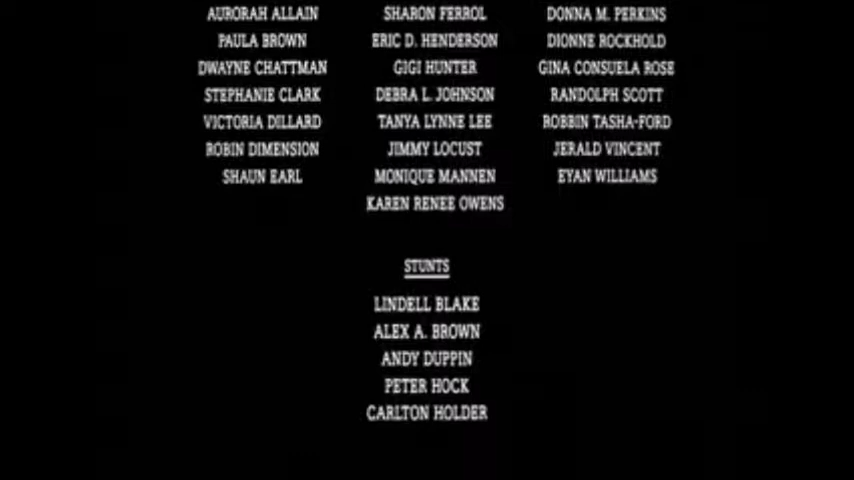 AURORAH ALLAIN SHARON FERROL DONNA M. PERKINS
PAULA BROWN ERIC D. HENDERSON DIONNE ROCKHOLD
DWAYNE CHATTMAN GIGI HUNTER GINA CONSUELA ROSE
STEPHANIE CLARK DEBRA L. JOHNSON RANDOLPH SCOTT
VICTORIA DILLARD TANYA LYNNE LEE ROBBIN TASHA-FORD
ROBIN DIMENSION JIMMY LOCUST JERALD VINCENT
SHAUN EARL MONIQUE MANNEN EYAN WILLIAMS
KAREN RENEE OWENS
STUNTS
LINDELL BLAKE
ALEX A. BROWN
ANDY DUPPIN
PETER HOCK
CARLTON HOLDER